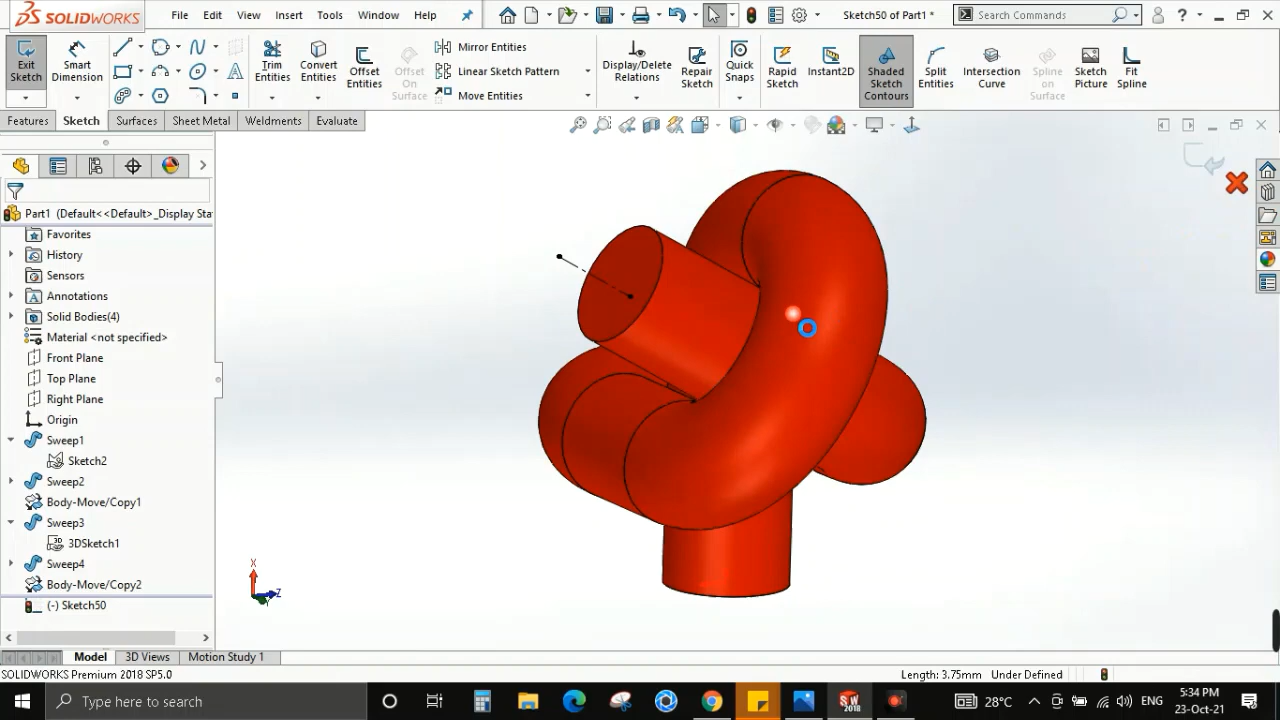 SOLIDWORKS File Edit View Insert Tools Window Help Sketch50 of Part1 * Search Commands ?
Exit Sketch Smart Dimension Trim Entities Convert Entities Offset Entities Offset On Surface Mirror Entities Linear Sketch Pattern Move Entities Display/Delete Relations Repair Sketch Quick Snaps Rapid Sketch Instant2D Shaded Sketch Contours Split Entities Intersection Curve Spline on Surface Sketch Picture Fit Spline
Features Sketch Surfaces Sheet Metal Weldments Evaluate
Part1 (Default<<Default>_Display Sta
Favorites
History
Sensors
Annotations
Solid Bodies(4)
Material <not specified>
Front Plane
Top Plane
Right Plane
Origin
Sweep1
Sketch2
Sweep2
Body-Move/Copy1
Sweep3
3DSketch1
Sweep4
Body-Move/Copy2
(-) Sketch50
X
Z
Y
Model 3D Views Motion Study 1
SOLIDWORKS Premium 2018 SP5.0 Length: 3.75mm Under Defined
Type here to search 28°C ENG 5:34 PM
23-Oct-21